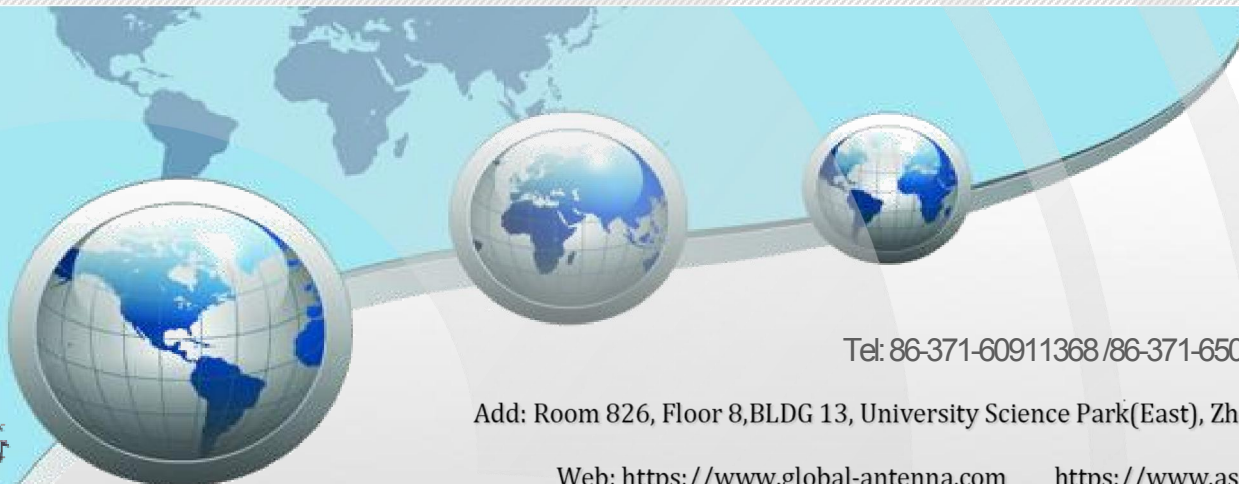 Tel: 86-371-60911368 /86-371-650
Add: Room 826, Floor 8,BLDG 13, University Science Park(East), Zh
Web: https://www.global-antenna.com https://www.as